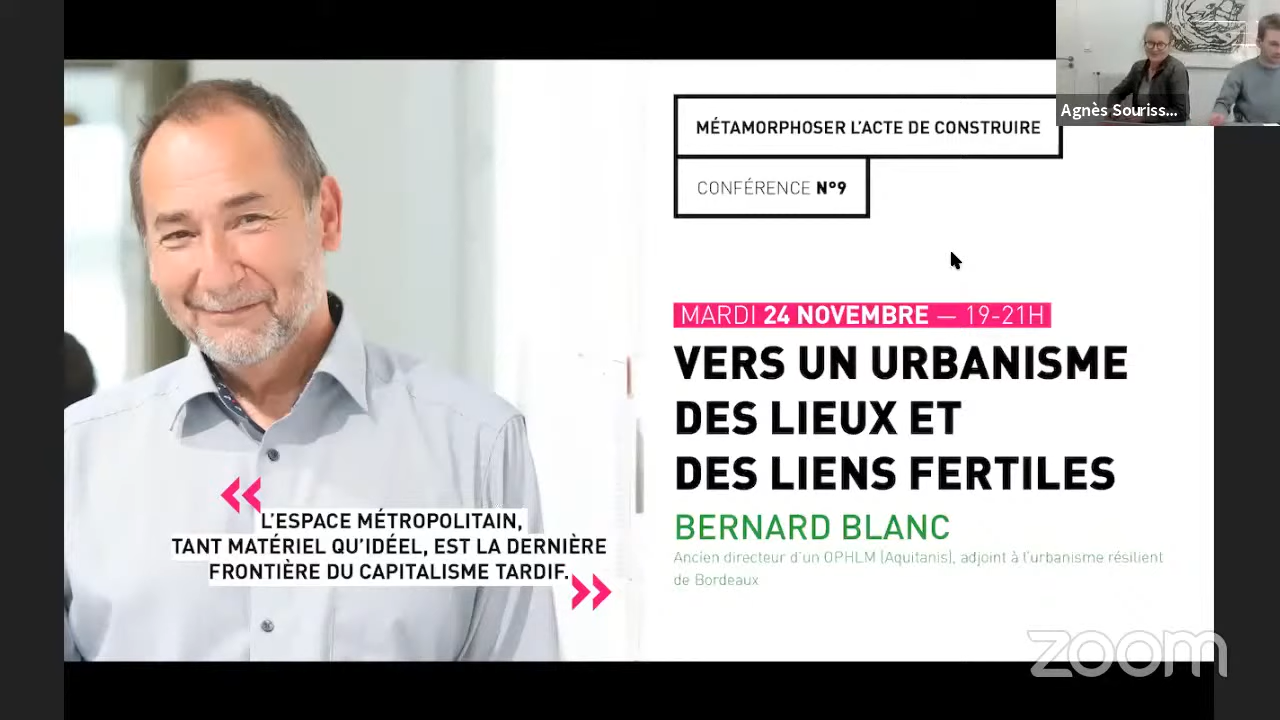 Agnès Souriss...
MÉTAMORPHOSER L'ACTE DE CONSTRUIRE
CONFÉRENCE N°9
MARDI 24 NOVEMBRE — 19-21H
VERS UN URBANISME
DES LIEUX ET
DES LIENS FERTILES
BERNARD BLANC
Ancien directeur d'un OPHLM (Aquitanis), adjoint à l'urbanisme résilient
de Bordeaux
« L'ESPACE MÉTROPOLITAIN,
TANT MATÉRIEL QU'IDÉEL, EST LA DERNIÈRE
FRONTIÈRE DU CAPITALISME TARDIF. »
zoom